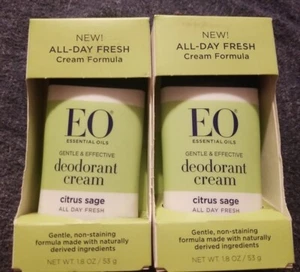 NEW!
ALL-DAY FRESH
Cream Formula
EO
ESSENTIAL OILS
GENTLE & EFFECTIVE
deodorant
cream
citrus sage
ALL DAY FRESH
Gentle, non-staining
formula made with naturally
derived ingredients
NET WT. 1.8 OZ / 53 g
NEW!
ALL-DAY FRESH
Cream Formula
EO
ESSENTIAL OILS
GENTLE & EFFECTIVE
deodorant
cream
citrus sage
ALL DAY FRESH
Gentle, non-staining
formula made with naturally
derived ingredients
NET WT. 1.8 OZ / 53 g